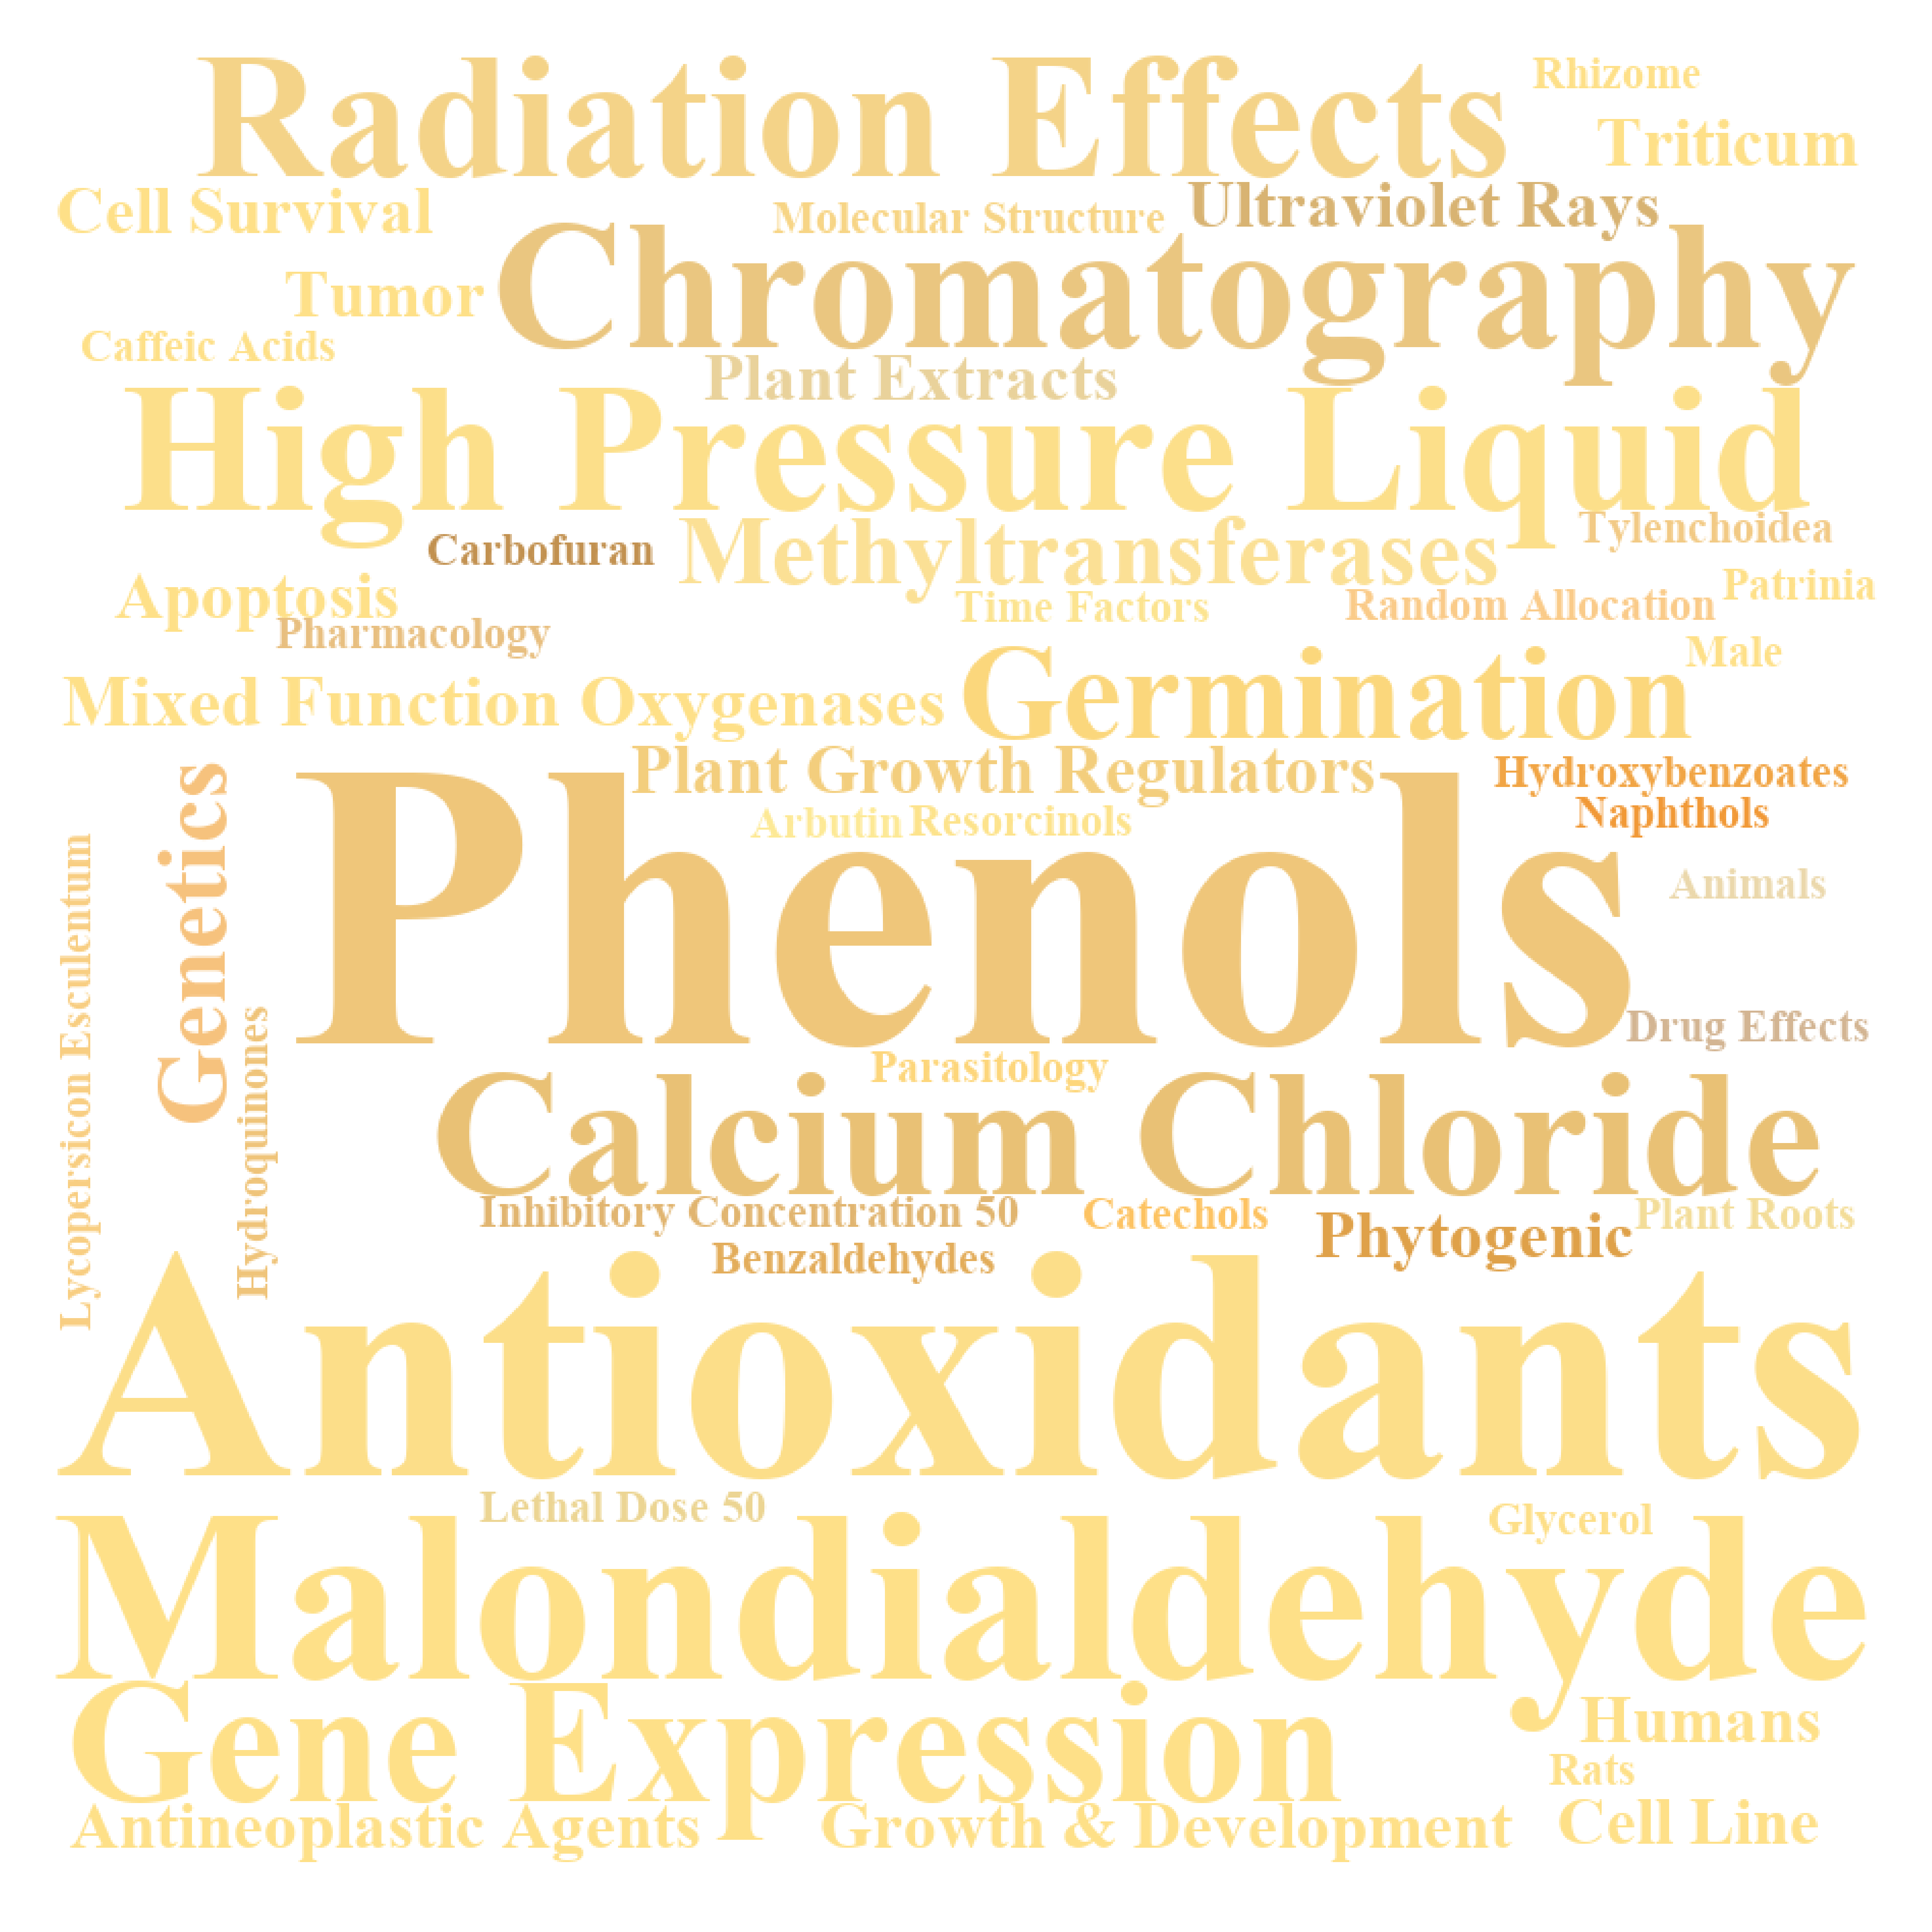 Radiation Effects
Rhizome
Triticum
Cell Survival
Molecular Structure
Ultraviolet Rays
Tumor
Chromatography
Caffeic Acids
Plant Extracts
High Pressure Liquid
Carbofuran
Methyltransferases
Tylenchoidea
Apoptosis
Time Factors
Random Allocation
Patrinia
Pharmacology
Male
Mixed Function Oxygenases
Germination
Plant Growth Regulators
Hydroxybenzoates
Arbutin
Resorcinols
Naphthols
Genetics
Phenols
Animals
Lycopersicon Esculentum
Hydroquinones
Drug Effects
Parasitology
Calcium Chloride
Inhibitory Concentration 50
Catechols
Phytogenic
Plant Roots
Benzaldehydes
Antioxidants
Lethal Dose 50
Glycerol
Malondialdehyde
Gene Expression
Humans
Rats
Antineoplastic Agents
Growth & Development
Cell Line